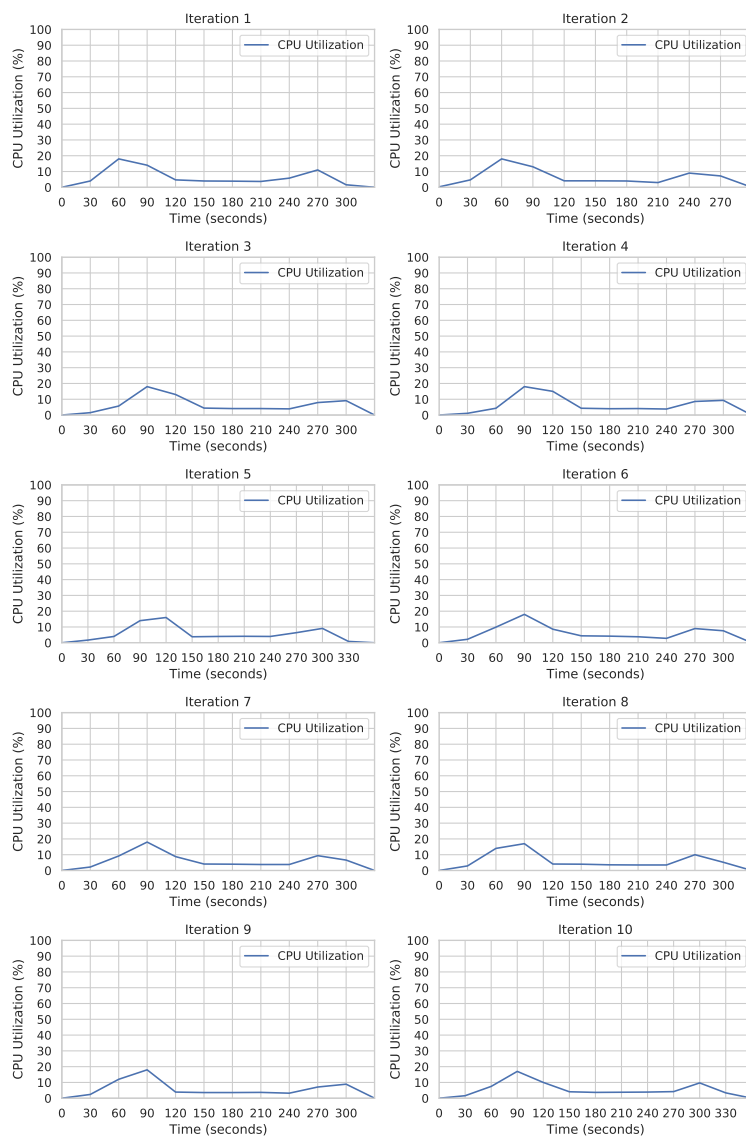 Iteration 1
CPU Utilization (%)
100
90
80
70
60
50
40
30
20
10
0
CPU Utilization
0 30 60 90 120 150 180 210 240 270 300
Time (seconds)
Iteration 2
CPU Utilization (%)
100
90
80
70
60
50
40
30
20
10
0
CPU Utilization
0 30 60 90 120 150 180 210 240 270
Time (seconds)
Iteration 3
CPU Utilization (%)
100
90
80
70
60
50
40
30
20
10
0
CPU Utilization
0 30 60 90 120 150 180 210 240 270 300
Time (seconds)
Iteration 4
CPU Utilization (%)
100
90
80
70
60
50
40
30
20
10
0
CPU Utilization
0 30 60 90 120 150 180 210 240 270 300
Time (seconds)
Iteration 5
CPU Utilization (%)
100
90
80
70
60
50
40
30
20
10
0
CPU Utilization
0 30 60 90 120 150 180 210 240 270 300 330
Time (seconds)
Iteration 6
CPU Utilization (%)
100
90
80
70
60
50
40
30
20
10
0
CPU Utilization
0 30 60 90 120 150 180 210 240 270 300
Time (seconds)
Iteration 7
CPU Utilization (%)
100
90
80
70
60
50
40
30
20
10
0
CPU Utilization
0 30 60 90 120 150 180 210 240 270 300
Time (seconds)
Iteration 8
CPU Utilization (%)
100
90
80
70
60
50
40
30
20
10
0
CPU Utilization
0 30 60 90 120 150 180 210 240 270 300
Time (seconds)
Iteration 9
CPU Utilization (%)
100
90
80
70
60
50
40
30
20
10
0
CPU Utilization
0 30 60 90 120 150 180 210 240 270 300
Time (seconds)
Iteration 10
CPU Utilization (%)
100
90
80
70
60
50
40
30
20
10
0
CPU Utilization
0 30 60 90 120 150 180 210 240 270 300 330
Time (seconds)